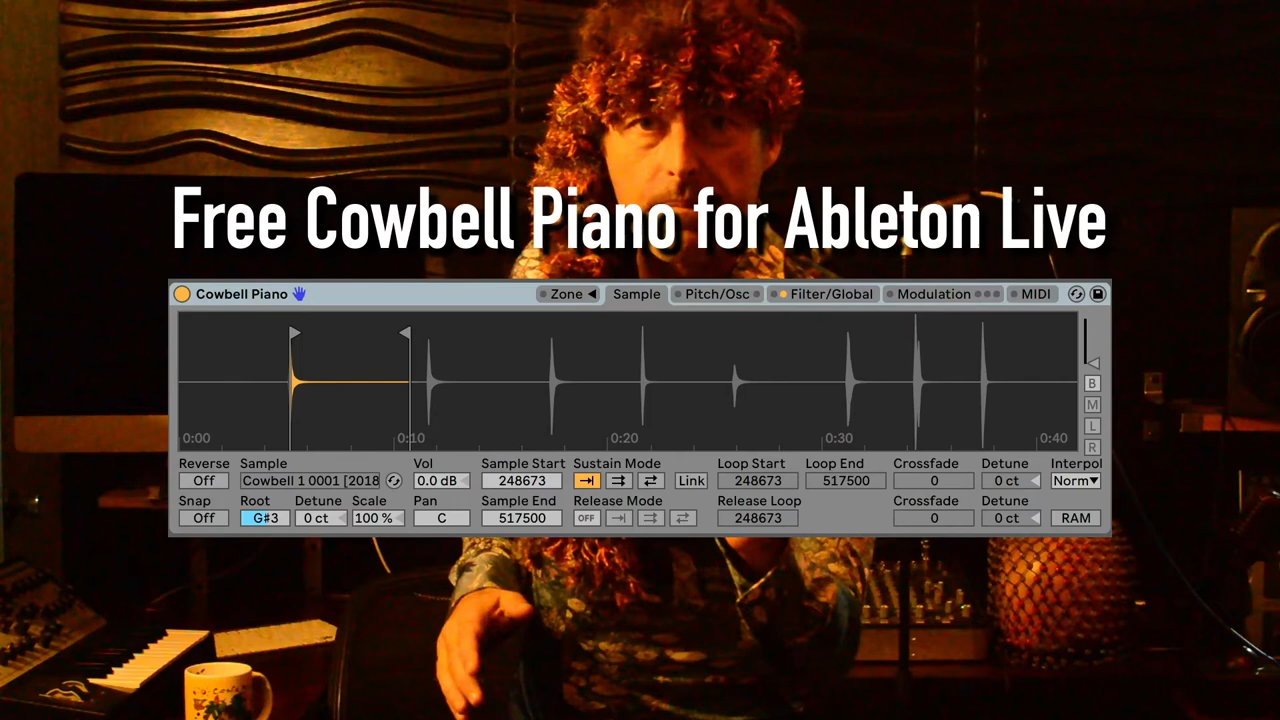 Free Cowbell Piano for Ableton Live
Cowbell Piano Zone Sample Pitch/Osc Filter/Global Modulation MIDI
B
M
L
R
0:00 0:10 0:20 0:30 0:40
Reverse Sample Vol Sample Start Sustain Mode Loop Start Loop End Crossfade Detune Interpol
Off Cowbell 1 0001 [2018 0.0 dB 248673 Link 248673 517500 0 0 ct Norm
Snap Root Detune Scale Pan Sample End Release Mode Release Loop Crossfade Detune
Off G#3 0 ct 100 % C 517500 OFF 248673 0 0 ct RAM